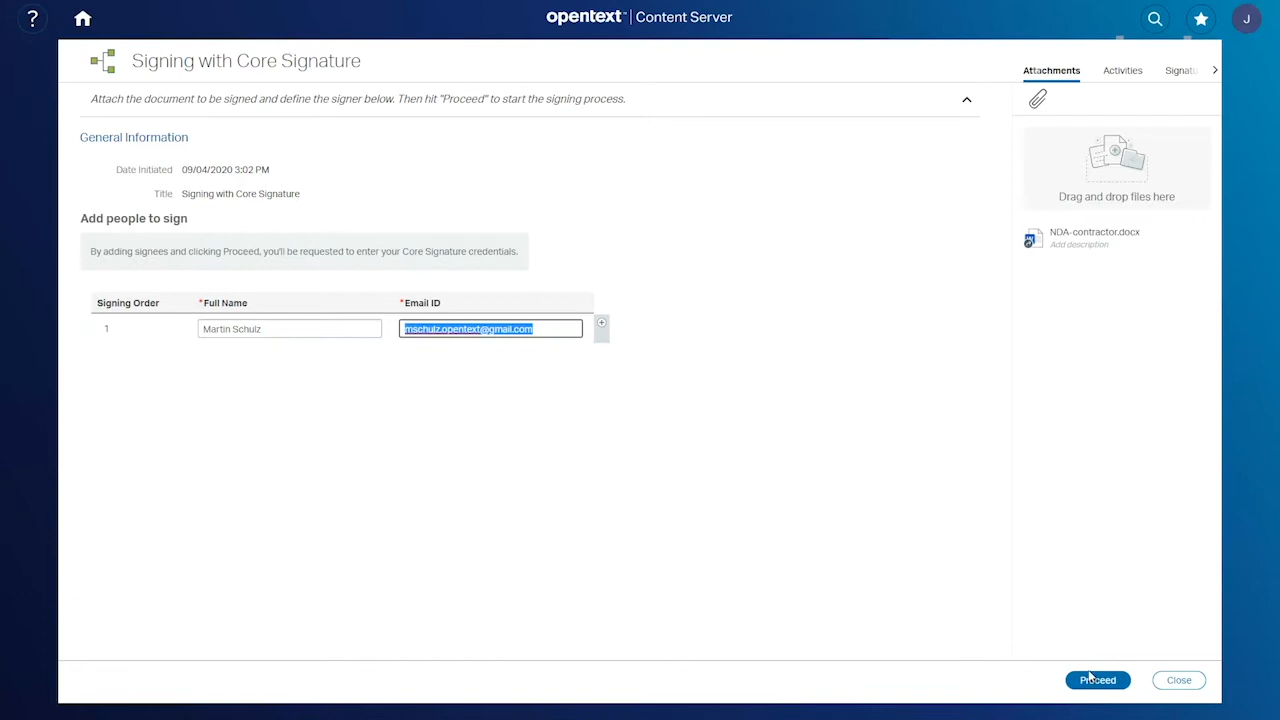 ?
opentext™ | Content Server
J
Signing with Core Signature
Attachments
Activities
Signatu
Attach the document to be signed and define the signer below. Then hit "Proceed" to start the signing process.
General Information
Date Initiated 09/04/2020 3:02 PM
Title Signing with Core Signature
Add people to sign
By adding signees and clicking Proceed, you'll be requested to enter your Core Signature credentials.
Signing Order *Full Name *Email ID
1 Martin Schulz mschulz.opentext@gmail.com
Drag and drop files here
NDA-contractor.docx
Add description
Proceed
Close